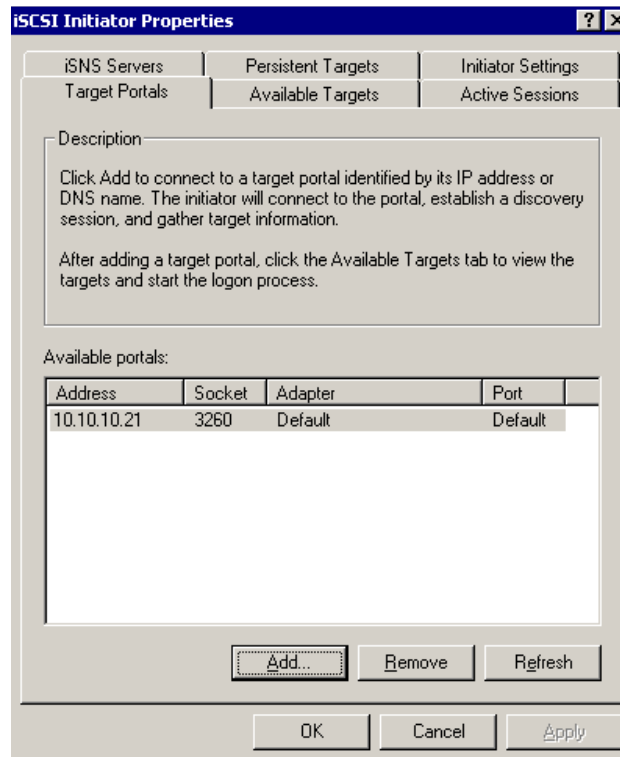 iSCSI Initiator Properties
iSNS Servers Persistent Targets Initiator Settings
Target Portals Available Targets Active Sessions
Description
Click Add to connect to a target portal identified by its IP address or
DNS name. The initiator will connect to the portal, establish a discovery
session, and gather target information.
After adding a target portal, click the Available Targets tab to view the
targets and start the logon process.
Available portals:
Address Socket Adapter Port
10.10.10.21 3260 Default Default
Add... Remove Refresh
OK Cancel Apply